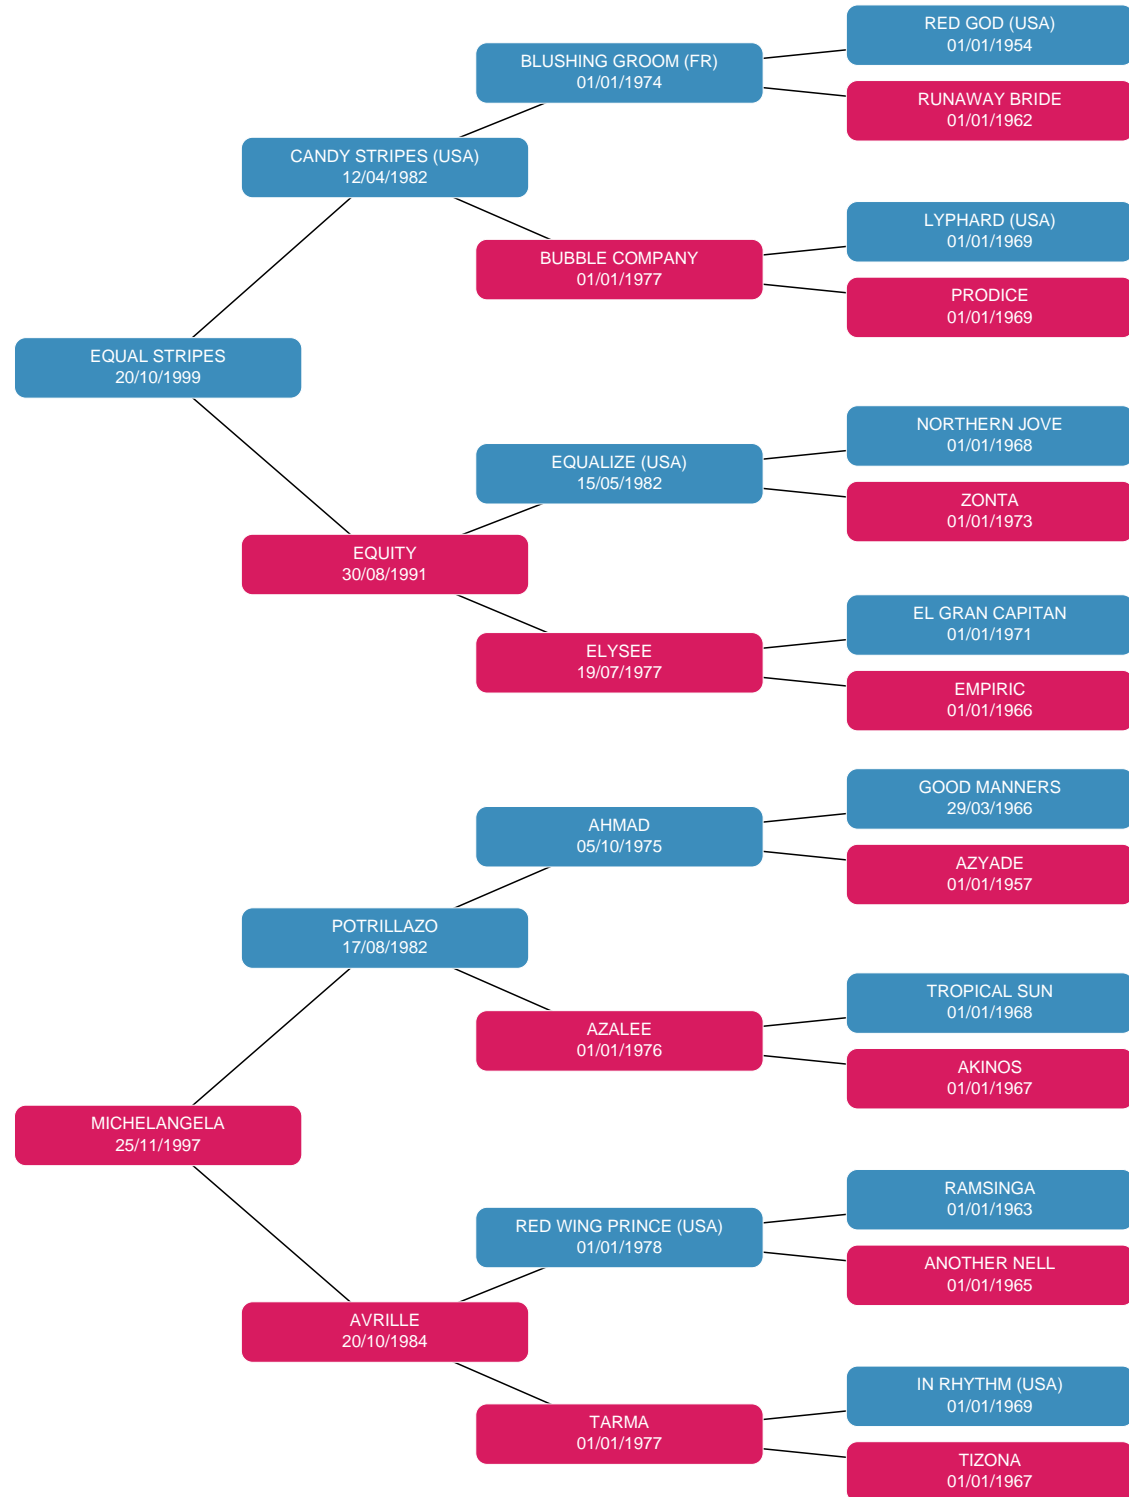 RED GOD (USA)
01/01/1954
BLUSHING GROOM (FR)
01/01/1974
RUNAWAY BRIDE
01/01/1962
CANDY STRIPES (USA)
12/04/1982
LYPHARD (USA)
01/01/1969
BUBBLE COMPANY
01/01/1977
PRODICE
01/01/1969
EQUAL STRIPES
20/10/1999
NORTHERN JOVE
01/01/1968
EQUALIZE (USA)
15/05/1982
ZONTA
01/01/1973
EQUITY
30/08/1991
EL GRAN CAPITAN
01/01/1971
ELYSEE
19/07/1977
EMPIRIC
01/01/1966
GOOD MANNERS
29/03/1966
AHMAD
05/10/1975
AZYADE
01/01/1957
POTRILLAZO
17/08/1982
TROPICAL SUN
01/01/1968
AZALEE
01/01/1976
AKINOS
01/01/1967
MICHELANGELA
25/11/1997
RAMSINGA
01/01/1963
RED WING PRINCE (USA)
01/01/1978
ANOTHER NELL
01/01/1965
AVRILLE
20/10/1984
IN RHYTHM (USA)
01/01/1969
TARMA
01/01/1977
TIZONA
01/01/1967